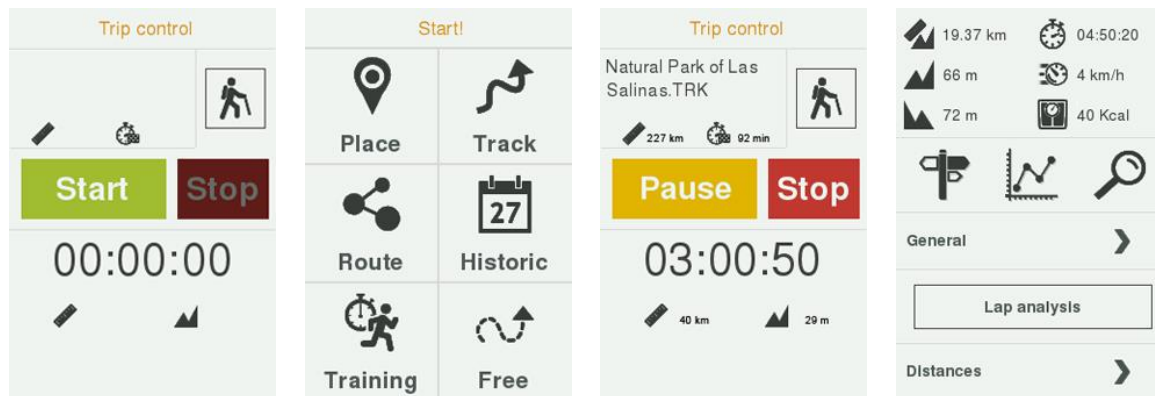 Trip control
Start Stop
00:00:00
Start!
Place Track
27
Route Historic
Training Free
Trip control
Natural Park of Las
Salinas.TRK
227 km 92 min
Pause Stop
03:00:50
40 km 29 m
19.37 km 04:50:20
66 m 4 km/h
72 m 40 Kcal
General
Lap analysis
Distances